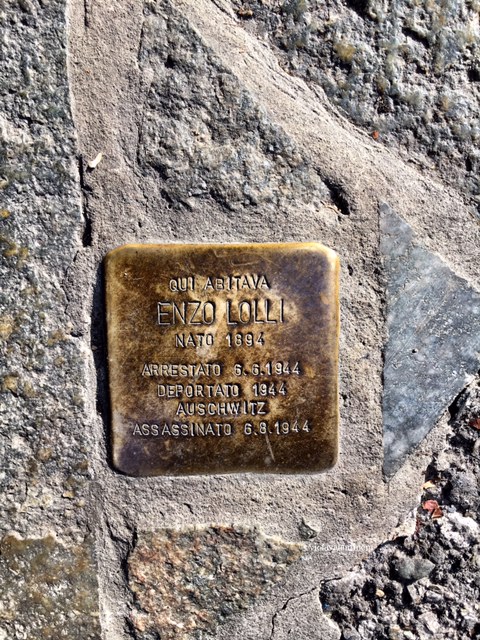 QUI ABITAVA
ENZO LOLLI
NATO 1894
ARRESTATO 6.6.1944
DEPORTATO 1944
AUSCHWITZ
ASSASSINATO 6.8.1944